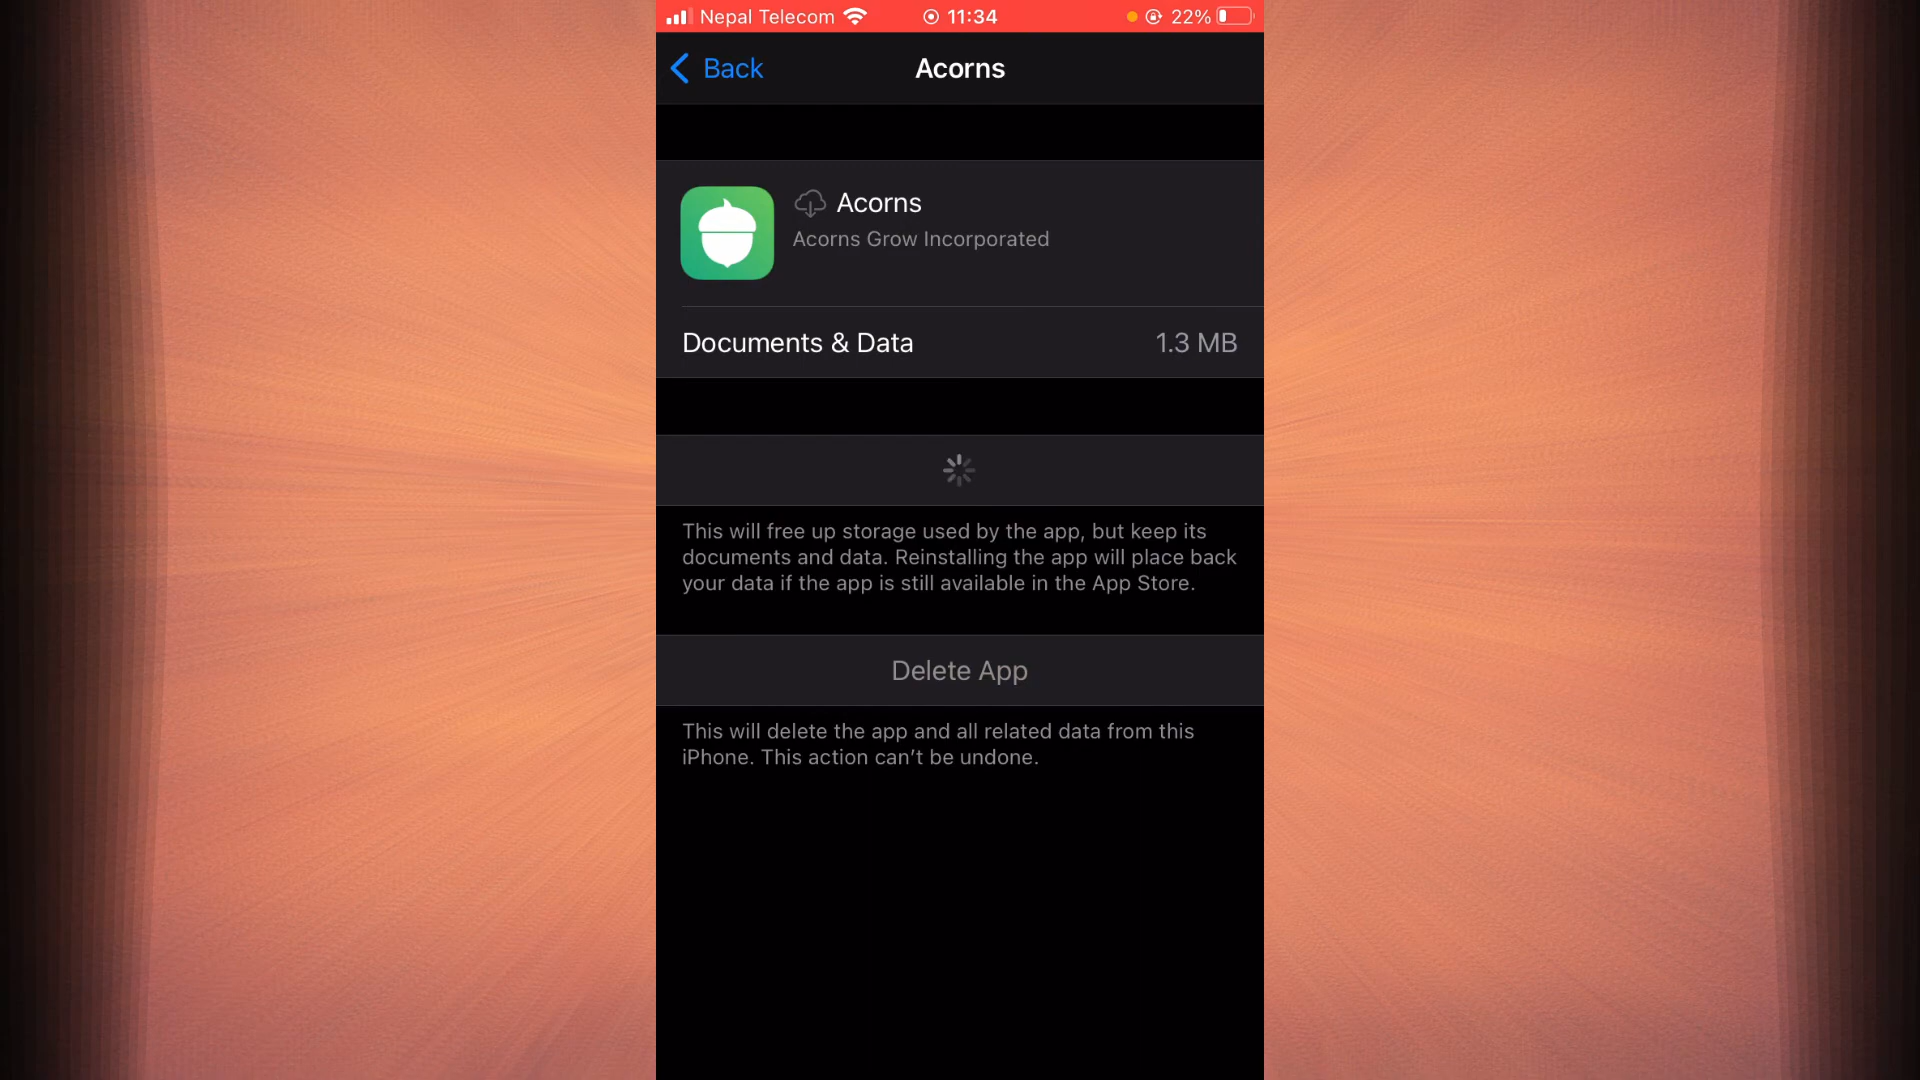 Nepal Telecom 11:34 22%
Back Acorns
Acorns
Acorns Grow Incorporated
Documents & Data 1.3 MB
This will free up storage used by the app, but keep its
documents and data. Reinstalling the app will place back
your data if the app is still available in the App Store.
Delete App
This will delete the app and all related data from this
iPhone. This action can’t be undone.